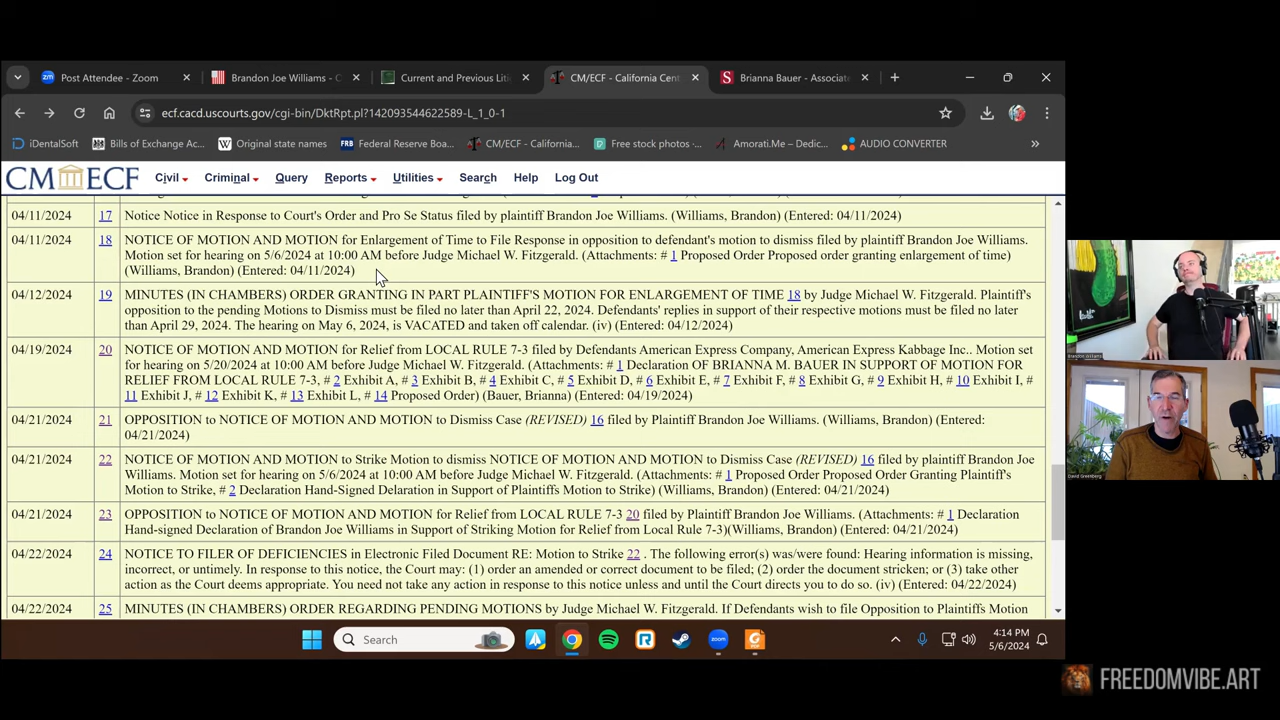 Post Attendee - Zoom
Brandon Joe Williams - C
Current and Previous Liti
CM/ECF - California Cent
Brianna Bauer - Associate
ecf.cacd.uscourts.gov/cgi-bin/DktRpt.pl?142093544622589-L_1_0-1
iDentalSoft
Bills of Exchange Ac...
Original state names
Federal Reserve Boa...
CM/ECF - California...
Free stock photos -...
Amorati.Me – Dedic...
AUDIO CONVERTER
CM ECF
Civil
Criminal
Query
Reports
Utilities
Search
Help
Log Out
04/11/2024 17 Notice Notice in Response to Court's Order and Pro Se Status filed by plaintiff Brandon Joe Williams. (Williams, Brandon) (Entered: 04/11/2024)
04/11/2024 18 NOTICE OF MOTION AND MOTION for Enlargement of Time to File Response in opposition to defendant's motion to dismiss filed by plaintiff Brandon Joe Williams.
Motion set for hearing on 5/6/2024 at 10:00 AM before Judge Michael W. Fitzgerald. (Attachments: # 1 Proposed Order Proposed order granting enlargement of time)
(Williams, Brandon) (Entered: 04/11/2024)
04/12/2024 19 MINUTES (IN CHAMBERS) ORDER GRANTING IN PART PLAINTIFF'S MOTION FOR ENLARGEMENT OF TIME 18 by Judge Michael W. Fitzgerald. Plaintiff's
opposition to the pending Motions to Dismiss must be filed no later than April 22, 2024. Defendants' replies in support of their respective motions must be filed no later
than April 29, 2024. The hearing on May 6, 2024, is VACATED and taken off calendar. (iv) (Entered: 04/12/2024)
04/19/2024 20 NOTICE OF MOTION AND MOTION for Relief from LOCAL RULE 7-3 filed by Defendants American Express Company, American Express Kabbage Inc.. Motion set
for hearing on 5/20/2024 at 10:00 AM before Judge Michael W. Fitzgerald. (Attachments: # 1 Declaration OF BRIANNA M. BAUER IN SUPPORT OF MOTION FOR
RELIEF FROM LOCAL RULE 7-3, # 2 Exhibit A, # 3 Exhibit B, # 4 Exhibit C, # 5 Exhibit D, # 6 Exhibit E, # 7 Exhibit F, # 8 Exhibit G, # 9 Exhibit H, # 10 Exhibit I, #
11 Exhibit J, # 12 Exhibit K, # 13 Exhibit L, # 14 Proposed Order) (Bauer, Brianna) (Entered: 04/19/2024)
04/21/2024 21 OPPOSITION to NOTICE OF MOTION AND MOTION to Dismiss Case (REVISED) 16 filed by Plaintiff Brandon Joe Williams. (Williams, Brandon) (Entered:
04/21/2024)
04/21/2024 22 NOTICE OF MOTION AND MOTION to Strike Motion to dismiss NOTICE OF MOTION AND MOTION to Dismiss Case (REVISED) 16 filed by plaintiff Brandon Joe
Williams. Motion set for hearing on 5/6/2024 at 10:00 AM before Judge Michael W. Fitzgerald. (Attachments: # 1 Proposed Order Proposed Order Granting Plaintiff's
Motion to Strike, # 2 Declaration Hand-Signed Delaration in Support of Plaintiffs Motion to Strike) (Williams, Brandon) (Entered: 04/21/2024)
04/21/2024 23 OPPOSITION to NOTICE OF MOTION AND MOTION for Relief from LOCAL RULE 7-3 20 filed by Plaintiff Brandon Joe Williams. (Attachments: # 1 Declaration
Hand-signed Declaration of Brandon Joe Williams in Support of Striking Motion for Relief from Local Rule 7-3)(Williams, Brandon) (Entered: 04/21/2024)
04/22/2024 24 NOTICE TO FILER OF DEFICIENCIES in Electronic Filed Document RE: Motion to Strike 22 . The following error(s) was/were found: Hearing information is missing,
incorrect, or untimely. In response to this notice, the Court may: (1) order an amended or correct document to be filed; (2) order the document stricken; or (3) take other
action as the Court deems appropriate. You need not take any action in response to this notice unless and until the Court directs you to do so. (iv) (Entered: 04/22/2024)
04/22/2024 25 MINUTES (IN CHAMBERS) ORDER REGARDING PENDING MOTIONS by Judge Michael W. Fitzgerald. If Defendants wish to file Opposition to Plaintiffs Motion
Brandon Williams
David Greenberg
Search
4:14 PM
5/6/2024
FREEDOMVIBE.ART